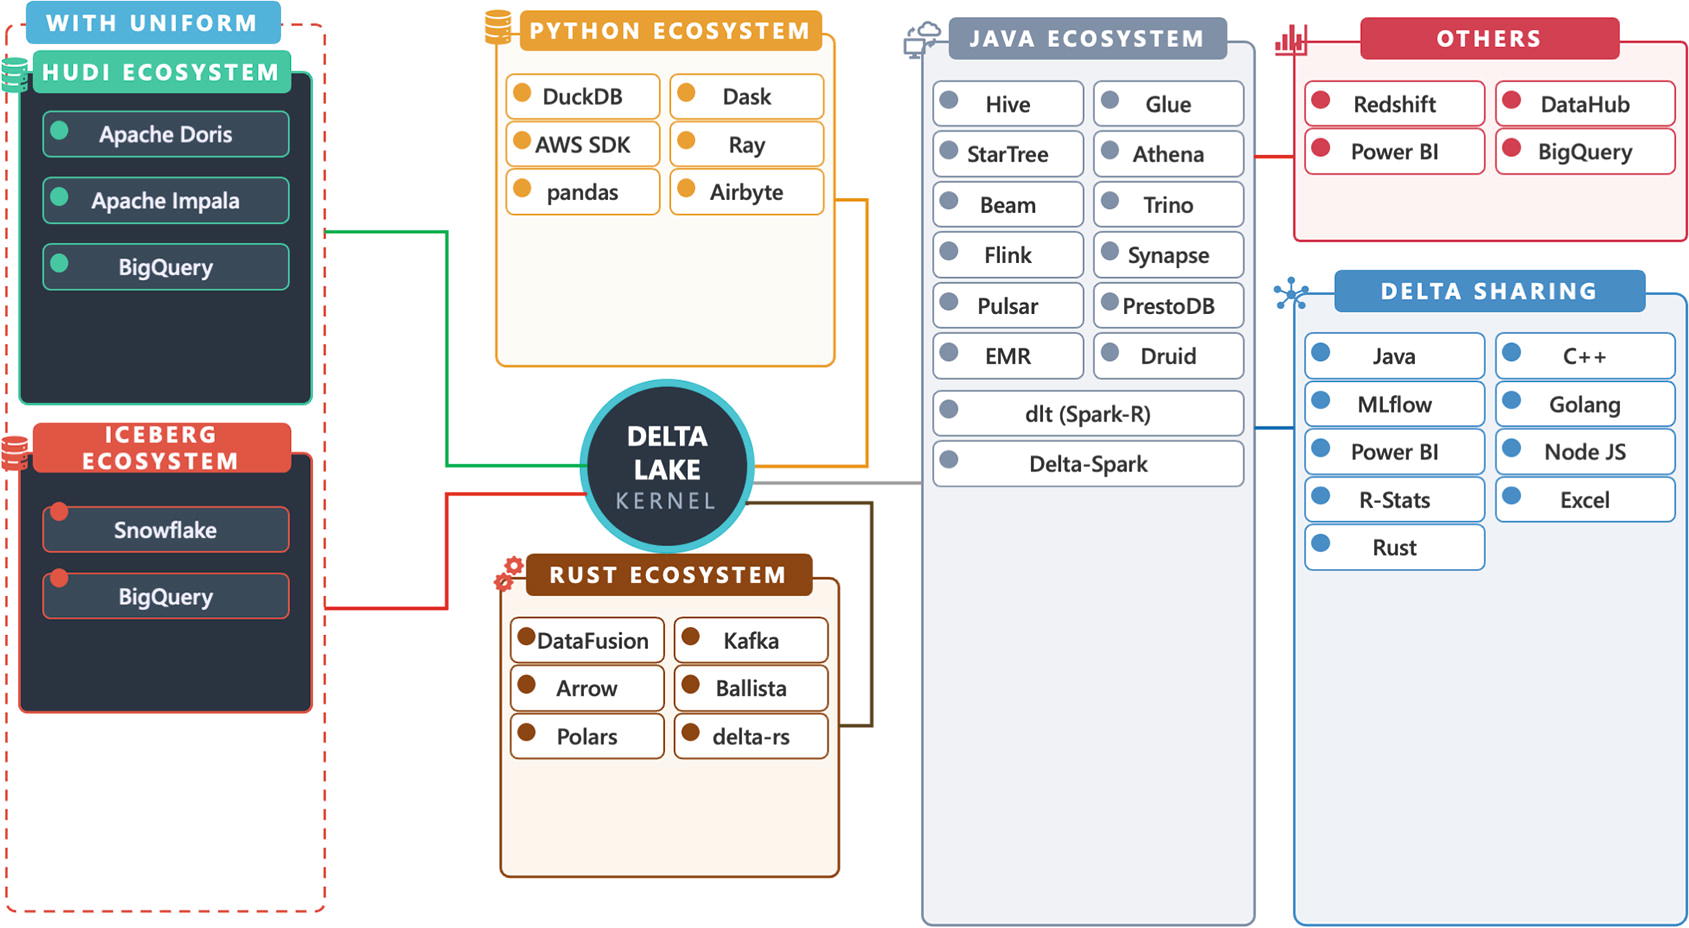 WITH UNIFORM
HUDI ECOSYSTEM
Apache Doris
Apache Impala
BigQuery
ICEBERG
ECOSYSTEM
Snowflake
BigQuery
PYTHON ECOSYSTEM
DuckDB
Dask
AWS SDK
Ray
pandas
Airbyte
DELTA
LAKE
KERNEL
RUST ECOSYSTEM
DataFusion
Kafka
Arrow
Ballista
Polars
delta-rs
JAVA ECOSYSTEM
Hive
Glue
StarTree
Athena
Beam
Trino
Flink
Synapse
Pulsar
PrestoDB
EMR
Druid
dlt (Spark-R)
Delta-Spark
OTHERS
Redshift
DataHub
Power BI
BigQuery
DELTA SHARING
Java
C++
MLflow
Golang
Power BI
Node JS
R-Stats
Excel
Rust